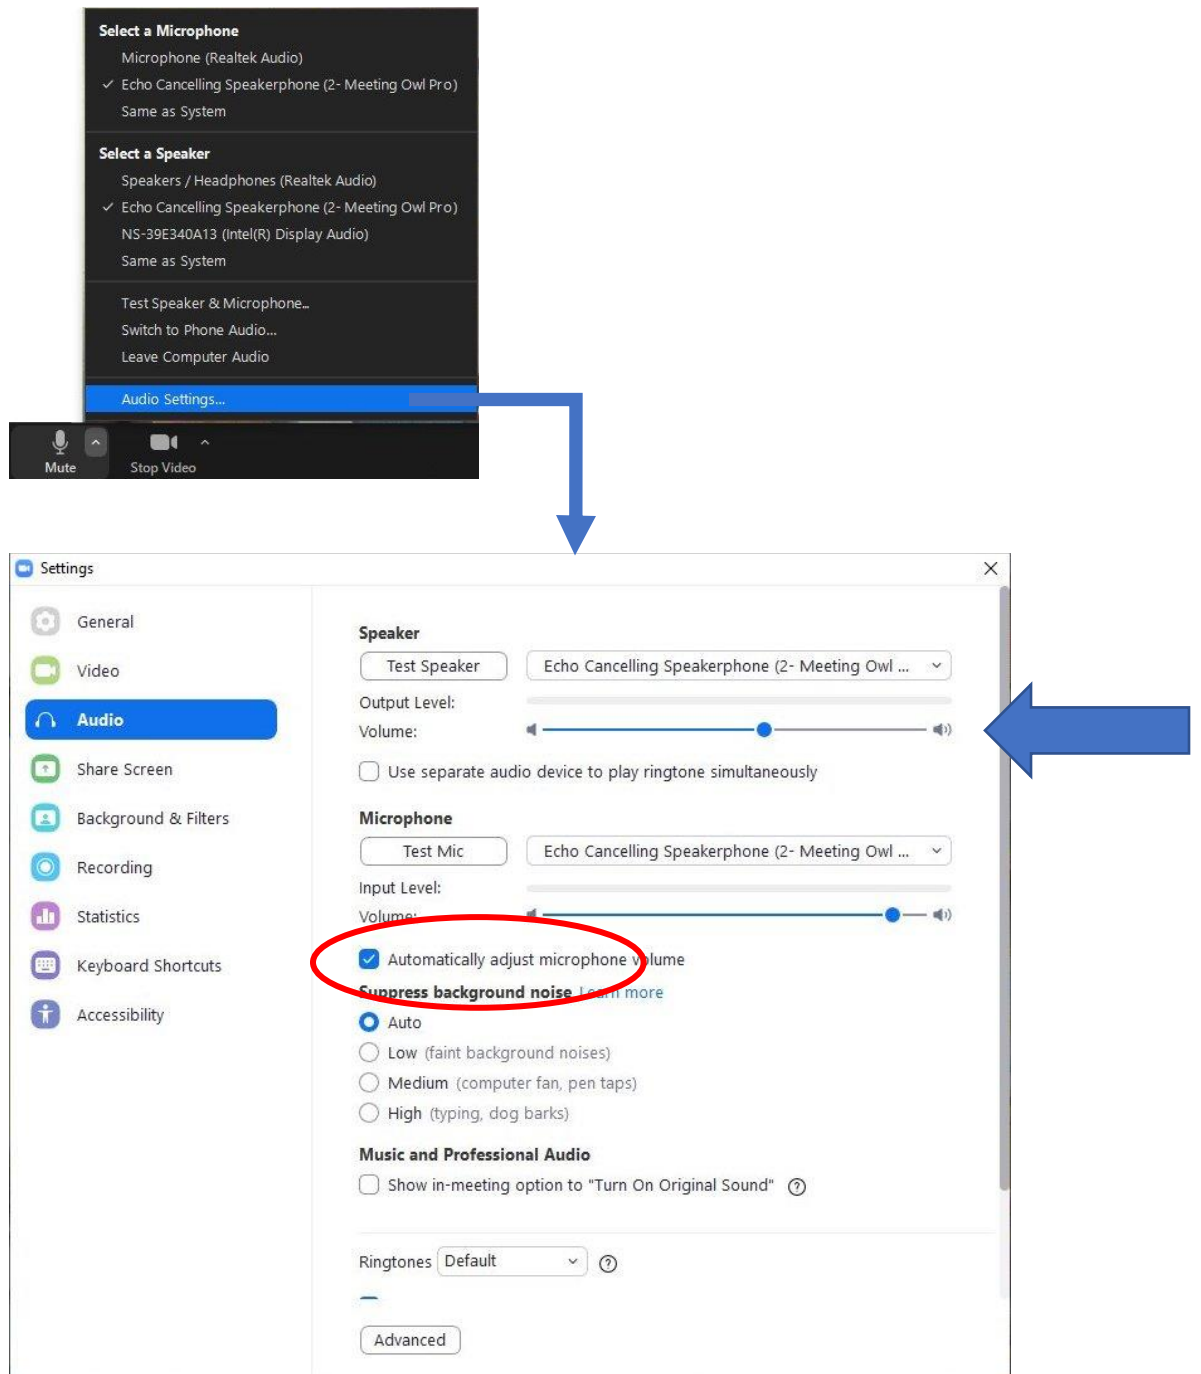 Select a Microphone
Microphone (Realtek Audio)
Echo Cancelling Speakerphone (2- Meeting Owl Pro)
Same as System
Select a Speaker
Speakers / Headphones (Realtek Audio)
Echo Cancelling Speakerphone (2- Meeting Owl Pro)
NS-39E340A13 (Intel(R) Display Audio)
Same as System
Test Speaker & Microphone...
Switch to Phone Audio...
Leave Computer Audio
Audio Settings...
Mute Stop Video
Settings
General
Video
Audio
Share Screen
Background & Filters
Recording
Statistics
Keyboard Shortcuts
Accessibility
Speaker
Test Speaker Echo Cancelling Speakerphone (2- Meeting Owl ...
Output Level:
Volume:
Use separate audio device to play ringtone simultaneously
Microphone
Test Mic Echo Cancelling Speakerphone (2- Meeting Owl ...
Input Level:
Volume:
Automatically adjust microphone volume
Suppress background noise Learn more
Auto
Low (faint background noises)
Medium (computer fan, pen taps)
High (typing, dog barks)
Music and Professional Audio
Show in-meeting option to "Turn On Original Sound" ?
Ringtones Default ?
Advanced